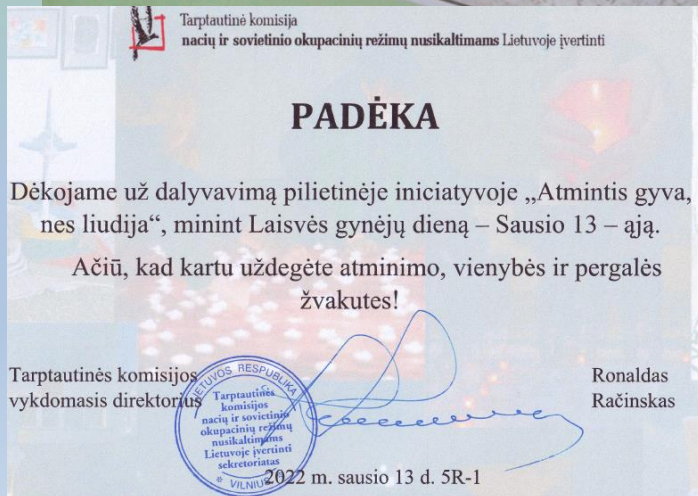 Tarptautinė komisija
nacių ir sovietinio okupacinių režimų nusikaltimams Lietuvoje įvertinti
PADĖKA
Dėkojame už dalyvavimą pilietinėje iniciatyvoje „Atmintis gyva,
nes liudija“, minint Laisvės gynėjų dieną – Sausio 13 – ąją.
Ačiū, kad kartu uždegėte atminimo, vienybės ir pergalės
žvakutes!
Tarptautinės komisijos
vykdomasis direktorius
LIETUVOS RESPUBLIKA
Tarptautinės
komisijos
nacių ir sovietinio
okupacinių režimų
nusikaltimams
Lietuvoje įvertinti
sekretoriatas
* VILNIUS *
Ronaldas
Račinskas
2022 m. sausio 13 d. 5R-1